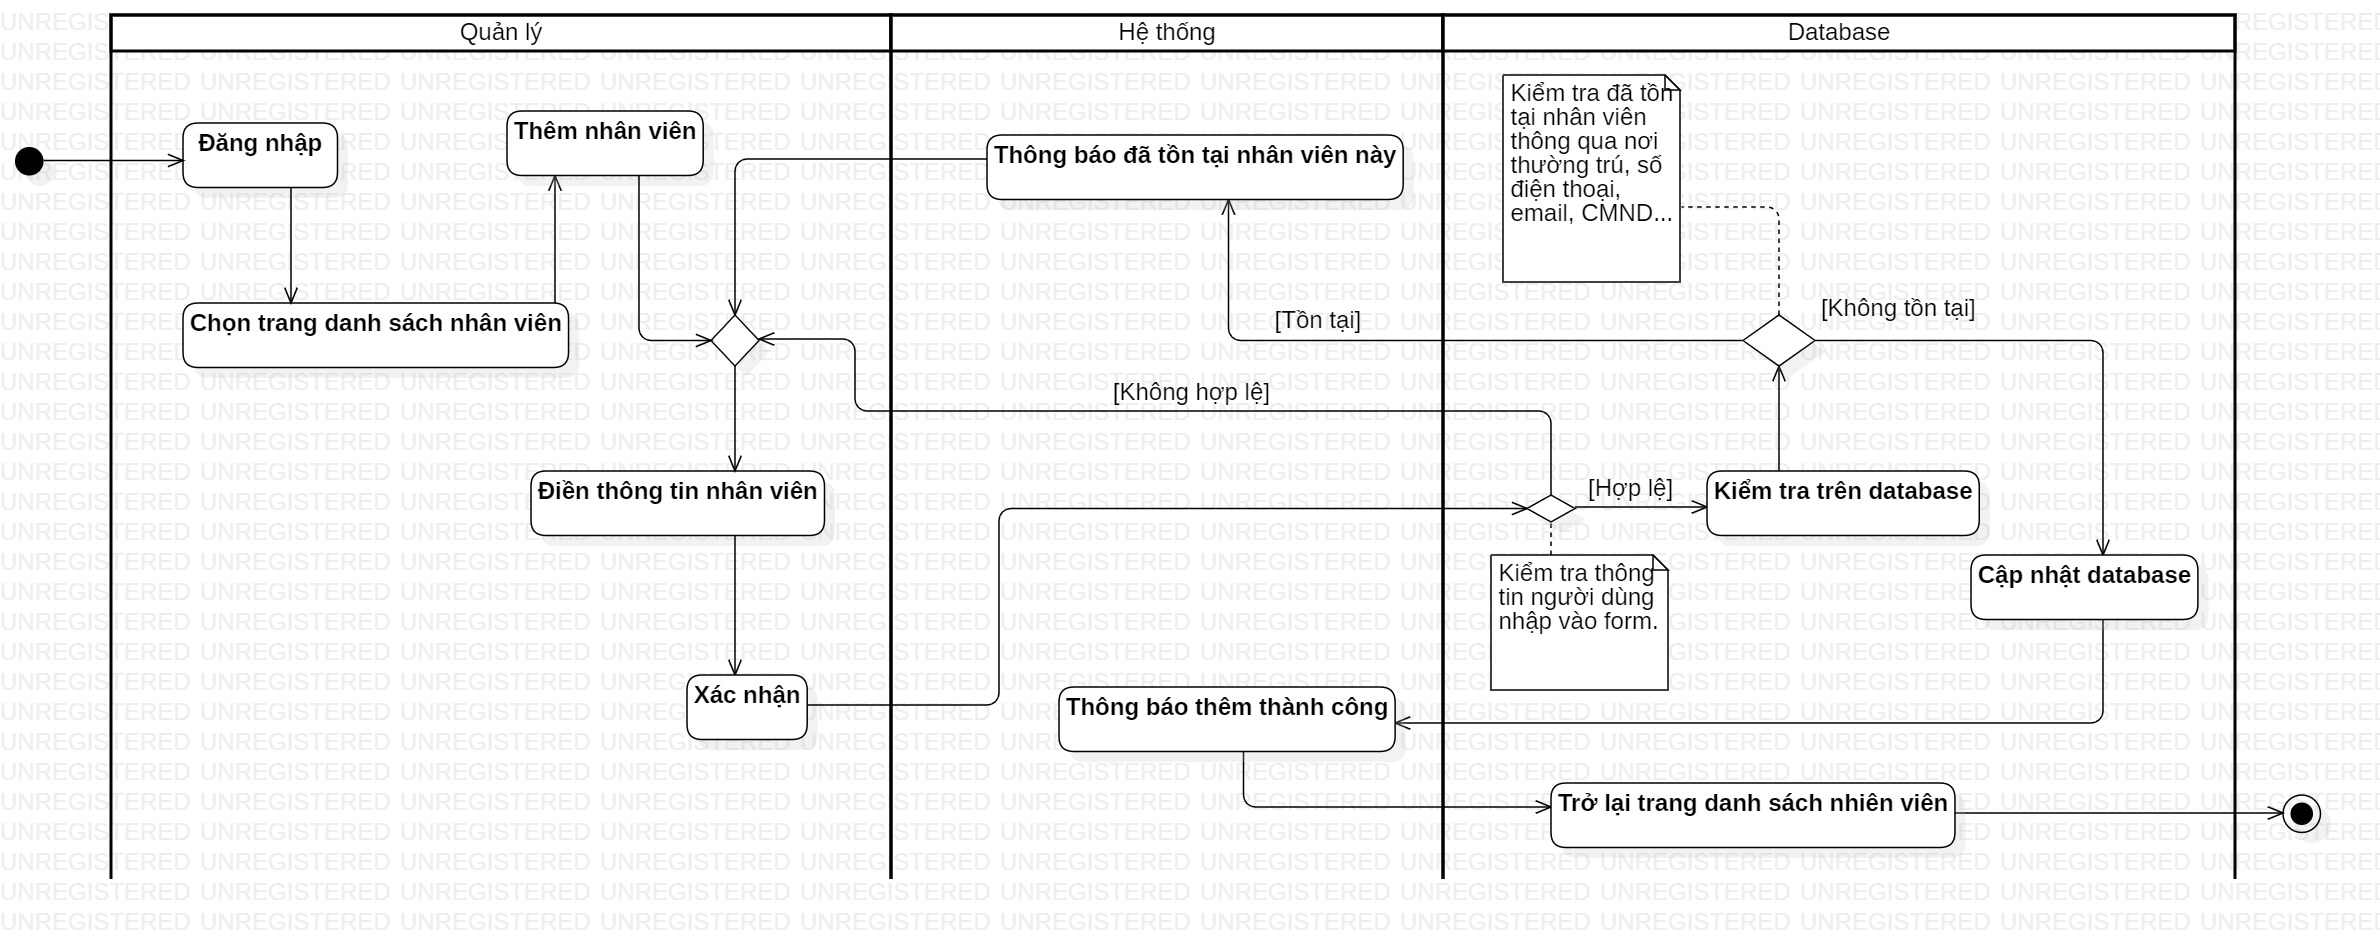 Quản lý
Hệ thống
Database
Đăng nhập
Thêm nhân viên
Thông báo đã tồn tại nhân viên này
Kiểm tra đã tồn
tại nhân viên
thông qua nơi
thường trú, số
điện thoại,
email, CMND...
Chọn trang danh sách nhân viên
[Tồn tại]
[Không tồn tại]
[Không hợp lệ]
Điền thông tin nhân viên
[Hợp lệ]
Kiểm tra trên database
Kiểm tra thông
tin người dùng
nhập vào form.
Cập nhật database
Xác nhận
Thông báo thêm thành công
Trở lại trang danh sách nhiên viên
UNREGISTERED